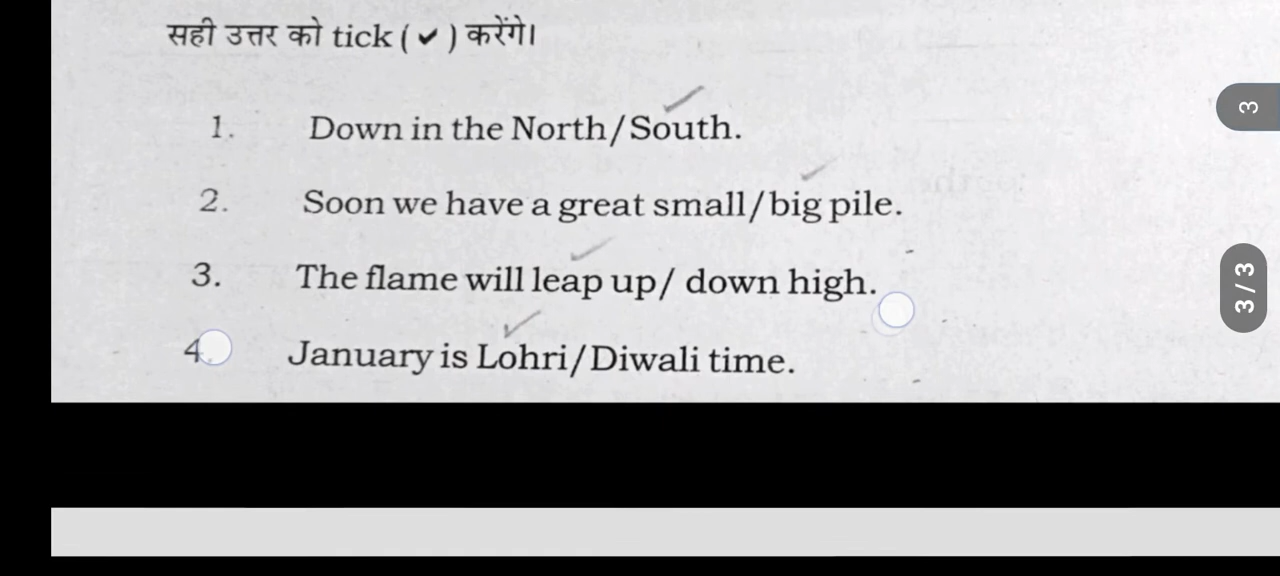 सही उत्तर को tick ( ✔ ) करेंगे।
1. Down in the North/South.
2. Soon we have a great small/big pile.
3. The flame will leap up/ down high.
4. January is Lohri/Diwali time.
3
3 / 3